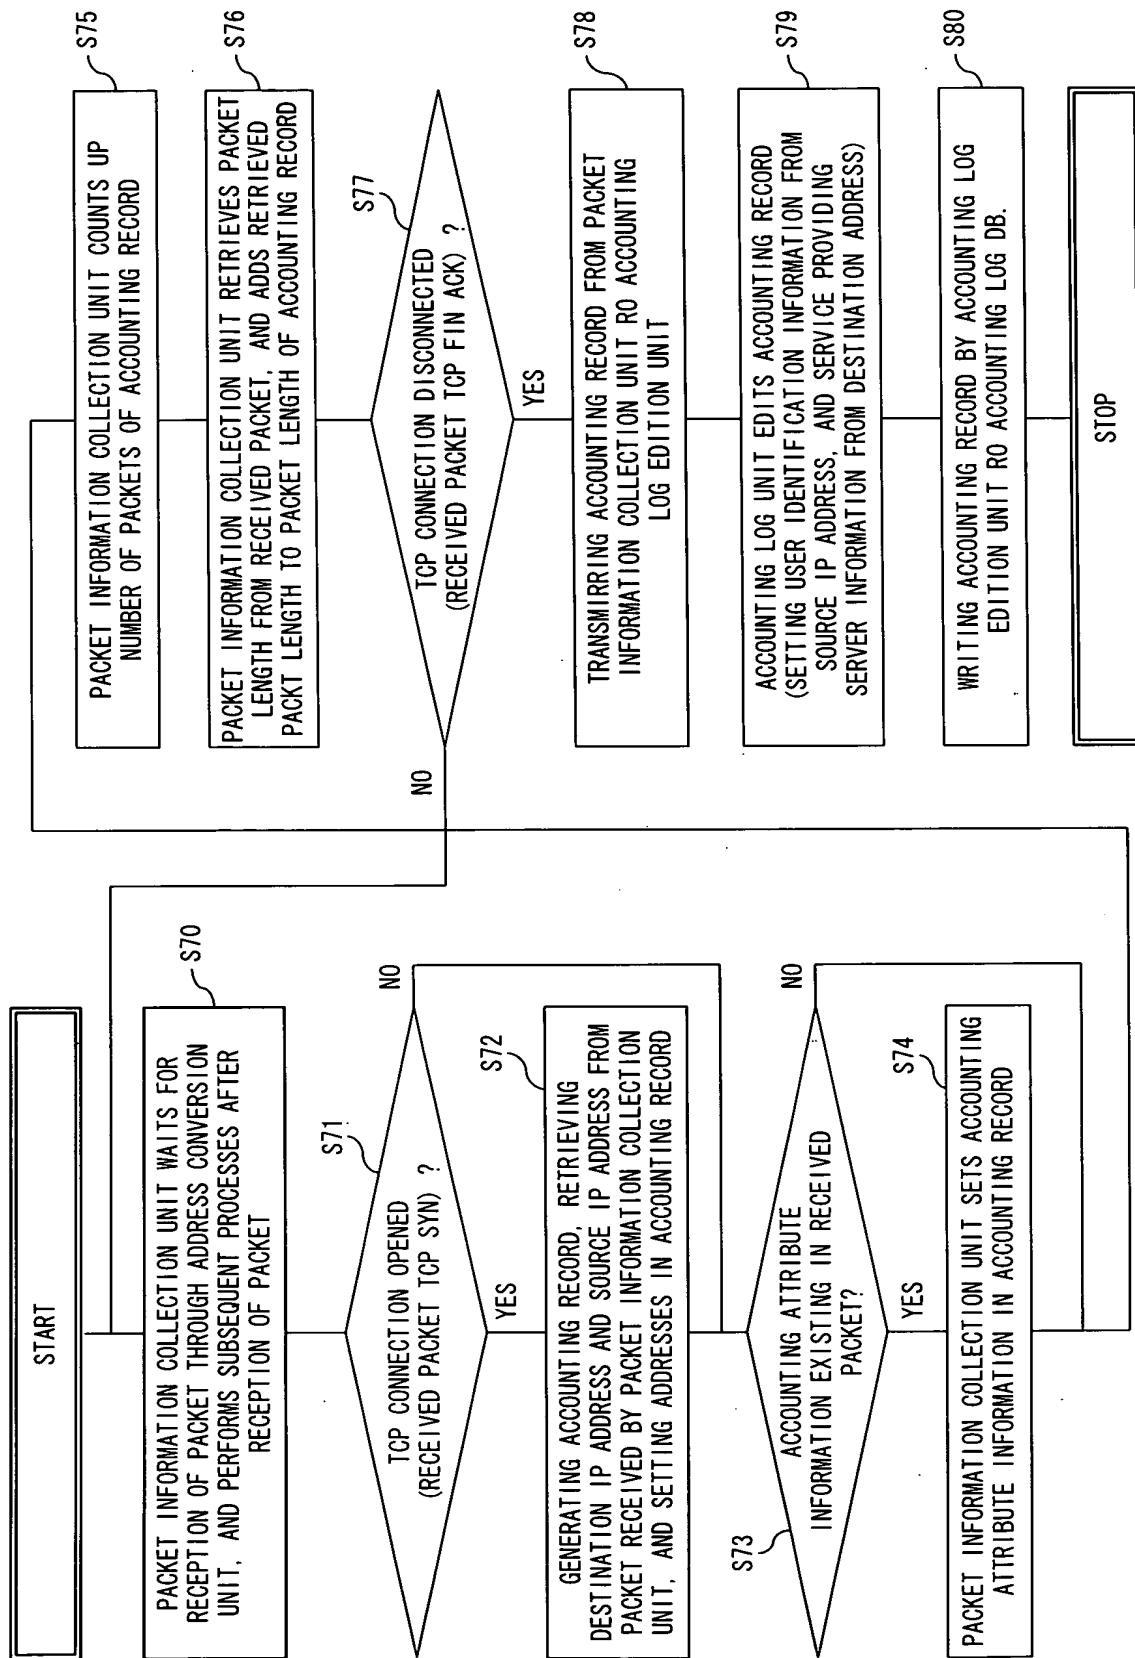 START
PACKET INFORMATION COLLECTION UNIT WAITS FOR
RECEPTION OF PACKET THROUGH ADDRESS CONVERSION
UNIT, AND PERFORMS SUBSEQUENT PROCESSES AFTER
RECEPTION OF PACKET
S70
TCP CONNECTION OPENED
(RECEIVED PACKET TCP SYN) ?
S71
NO
YES
GENERATING ACCOUNTING RECORD, RETRIEVING
DESTINATION IP ADDRESS AND SOURCE IP ADDRESS FROM
PACKET RECEIVED BY PACKET INFORMATION COLLECTION
UNIT, AND SETTING ADDRESSES IN ACCOUNTING RECORD
S72
ACCOUNTING ATTRIBUTE
INFORMATION EXISTING IN RECEIVED
PACKET?
S73
NO
YES
PACKET INFORMATION COLLECTION UNIT SETS ACCOUNTING
ATTRIBUTE INFORMATION IN ACCOUNTING RECORD
S74
PACKET INFORMATION COLLECTION UNIT COUNTS UP
NUMBER OF PACKETS OF ACCOUNTING RECORD
S75
PACKET INFORMATION COLLECTION UNIT RETRIEVES PACKET
LENGTH FROM RECEIVED PACKET, AND ADDS RETRIEVED
PACKT LENGTH TO PACKET LENGTH OF ACCOUNTING RECORD
S76
TCP CONNECTION DISCONNECTED
(RECEIVED PACKET TCP FIN ACK) ?
S77
NO
YES
TRANSMIRRING ACCOUNTING RECORD FROM PACKET
INFORMATION COLLECTION UNIT RO ACCOUNTING
LOG EDITION UNIT
S78
ACCOUNTING LOG UNIT EDITS ACCOUNTING RECORD
(SETTING USER IDENTIFICATION INFORMATION FROM
SOURCE IP ADDRESS, AND SERVICE PROVIDING
SERVER INFORMATION FROM DESTINATION ADDRESS)
S79
WRITING ACCOUNTING RECORD BY ACCOUNTING LOG
EDITION UNIT RO ACCOUNTING LOG DB.
S80
STOP